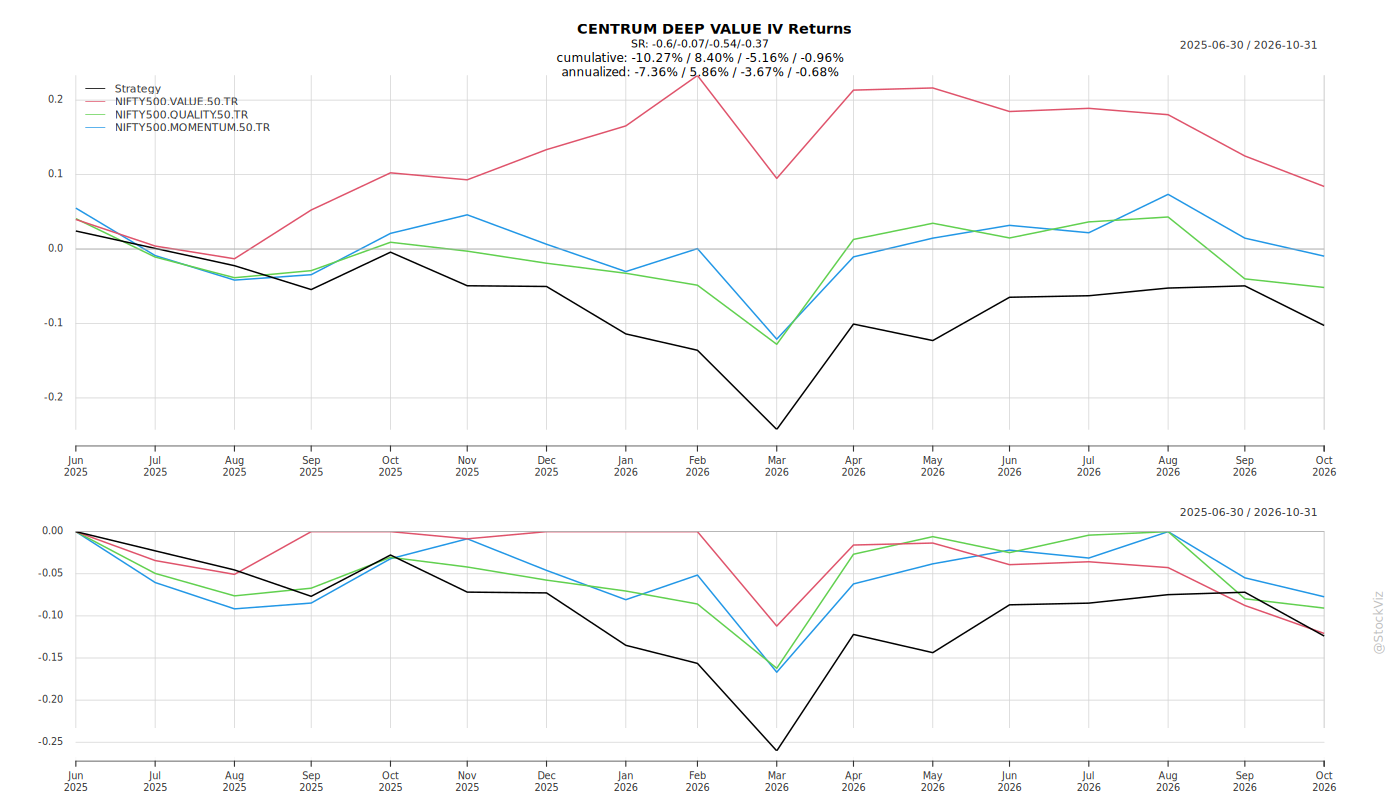 CENTRUM DEEP VALUE IV Returns
SR: -0.6/-0.07/-0.54/-0.37
cumulative: -10.27% / 8.40% / -5.16% / -0.96%
annualized: -7.36% / 5.86% / -3.67% / -0.68%
2025-06-30 / 2026-10-31
Strategy
NIFTY500.VALUE.50.TR
NIFTY500.QUALITY.50.TR
NIFTY500.MOMENTUM.50.TR
0.2
0.1
0.0
-0.1
-0.2
Jun Jul Aug Sep Oct Nov Dec Jan Feb Mar Apr May Jun Jul Aug Sep Oct
2025 2025 2025 2025 2025 2025 2025 2026 2026 2026 2026 2026 2026 2026 2026 2026 2026
2025-06-30 / 2026-10-31
0.00
-0.05
-0.10
-0.15
-0.20
-0.25
Jun Jul Aug Sep Oct Nov Dec Jan Feb Mar Apr May Jun Jul Aug Sep Oct
2025 2025 2025 2025 2025 2025 2025 2026 2026 2026 2026 2026 2026 2026 2026 2026 2026
@StockViz